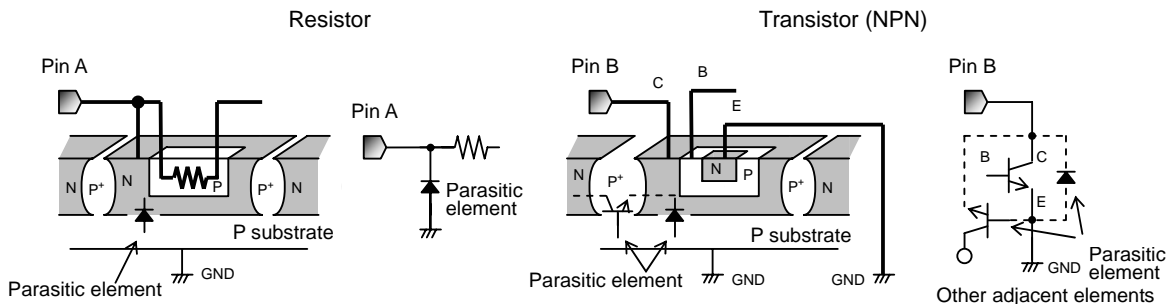 Resistor
Transistor (NPN)
Pin A
Pin A
N
P+
N
P
P+
N
Parasitic
element
P substrate
GND
Parasitic element
Pin B
C
B
E
N
P+
N
P
P+
N
N
P substrate
Parasitic element
GND
GND
Pin B
B
C
E
GND
Parasitic
element
Other adjacent elements